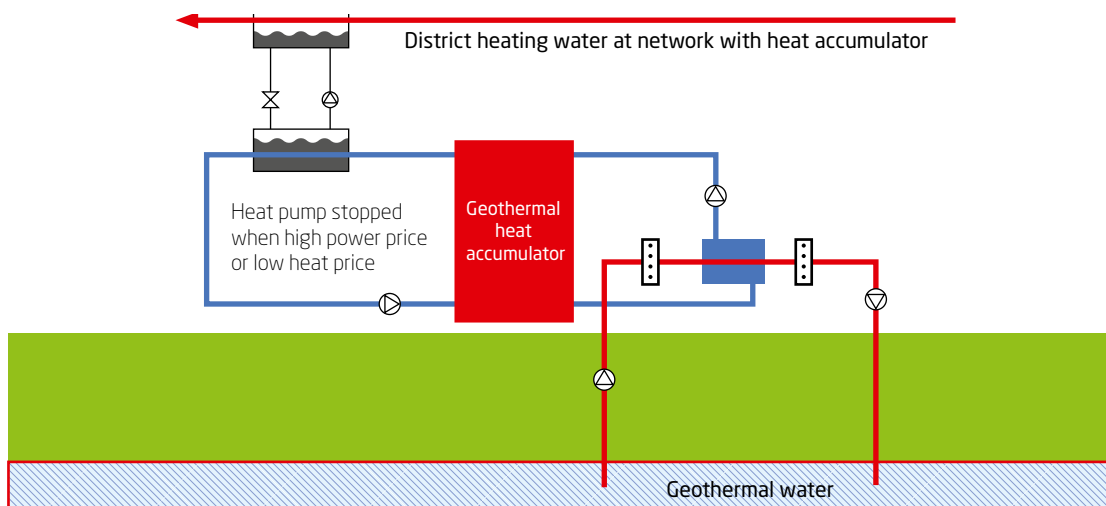 District heating water at network with heat accumulator
Heat pump stopped
when high power price
or low heat price
Geothermal
heat
accumulator
Geothermal water